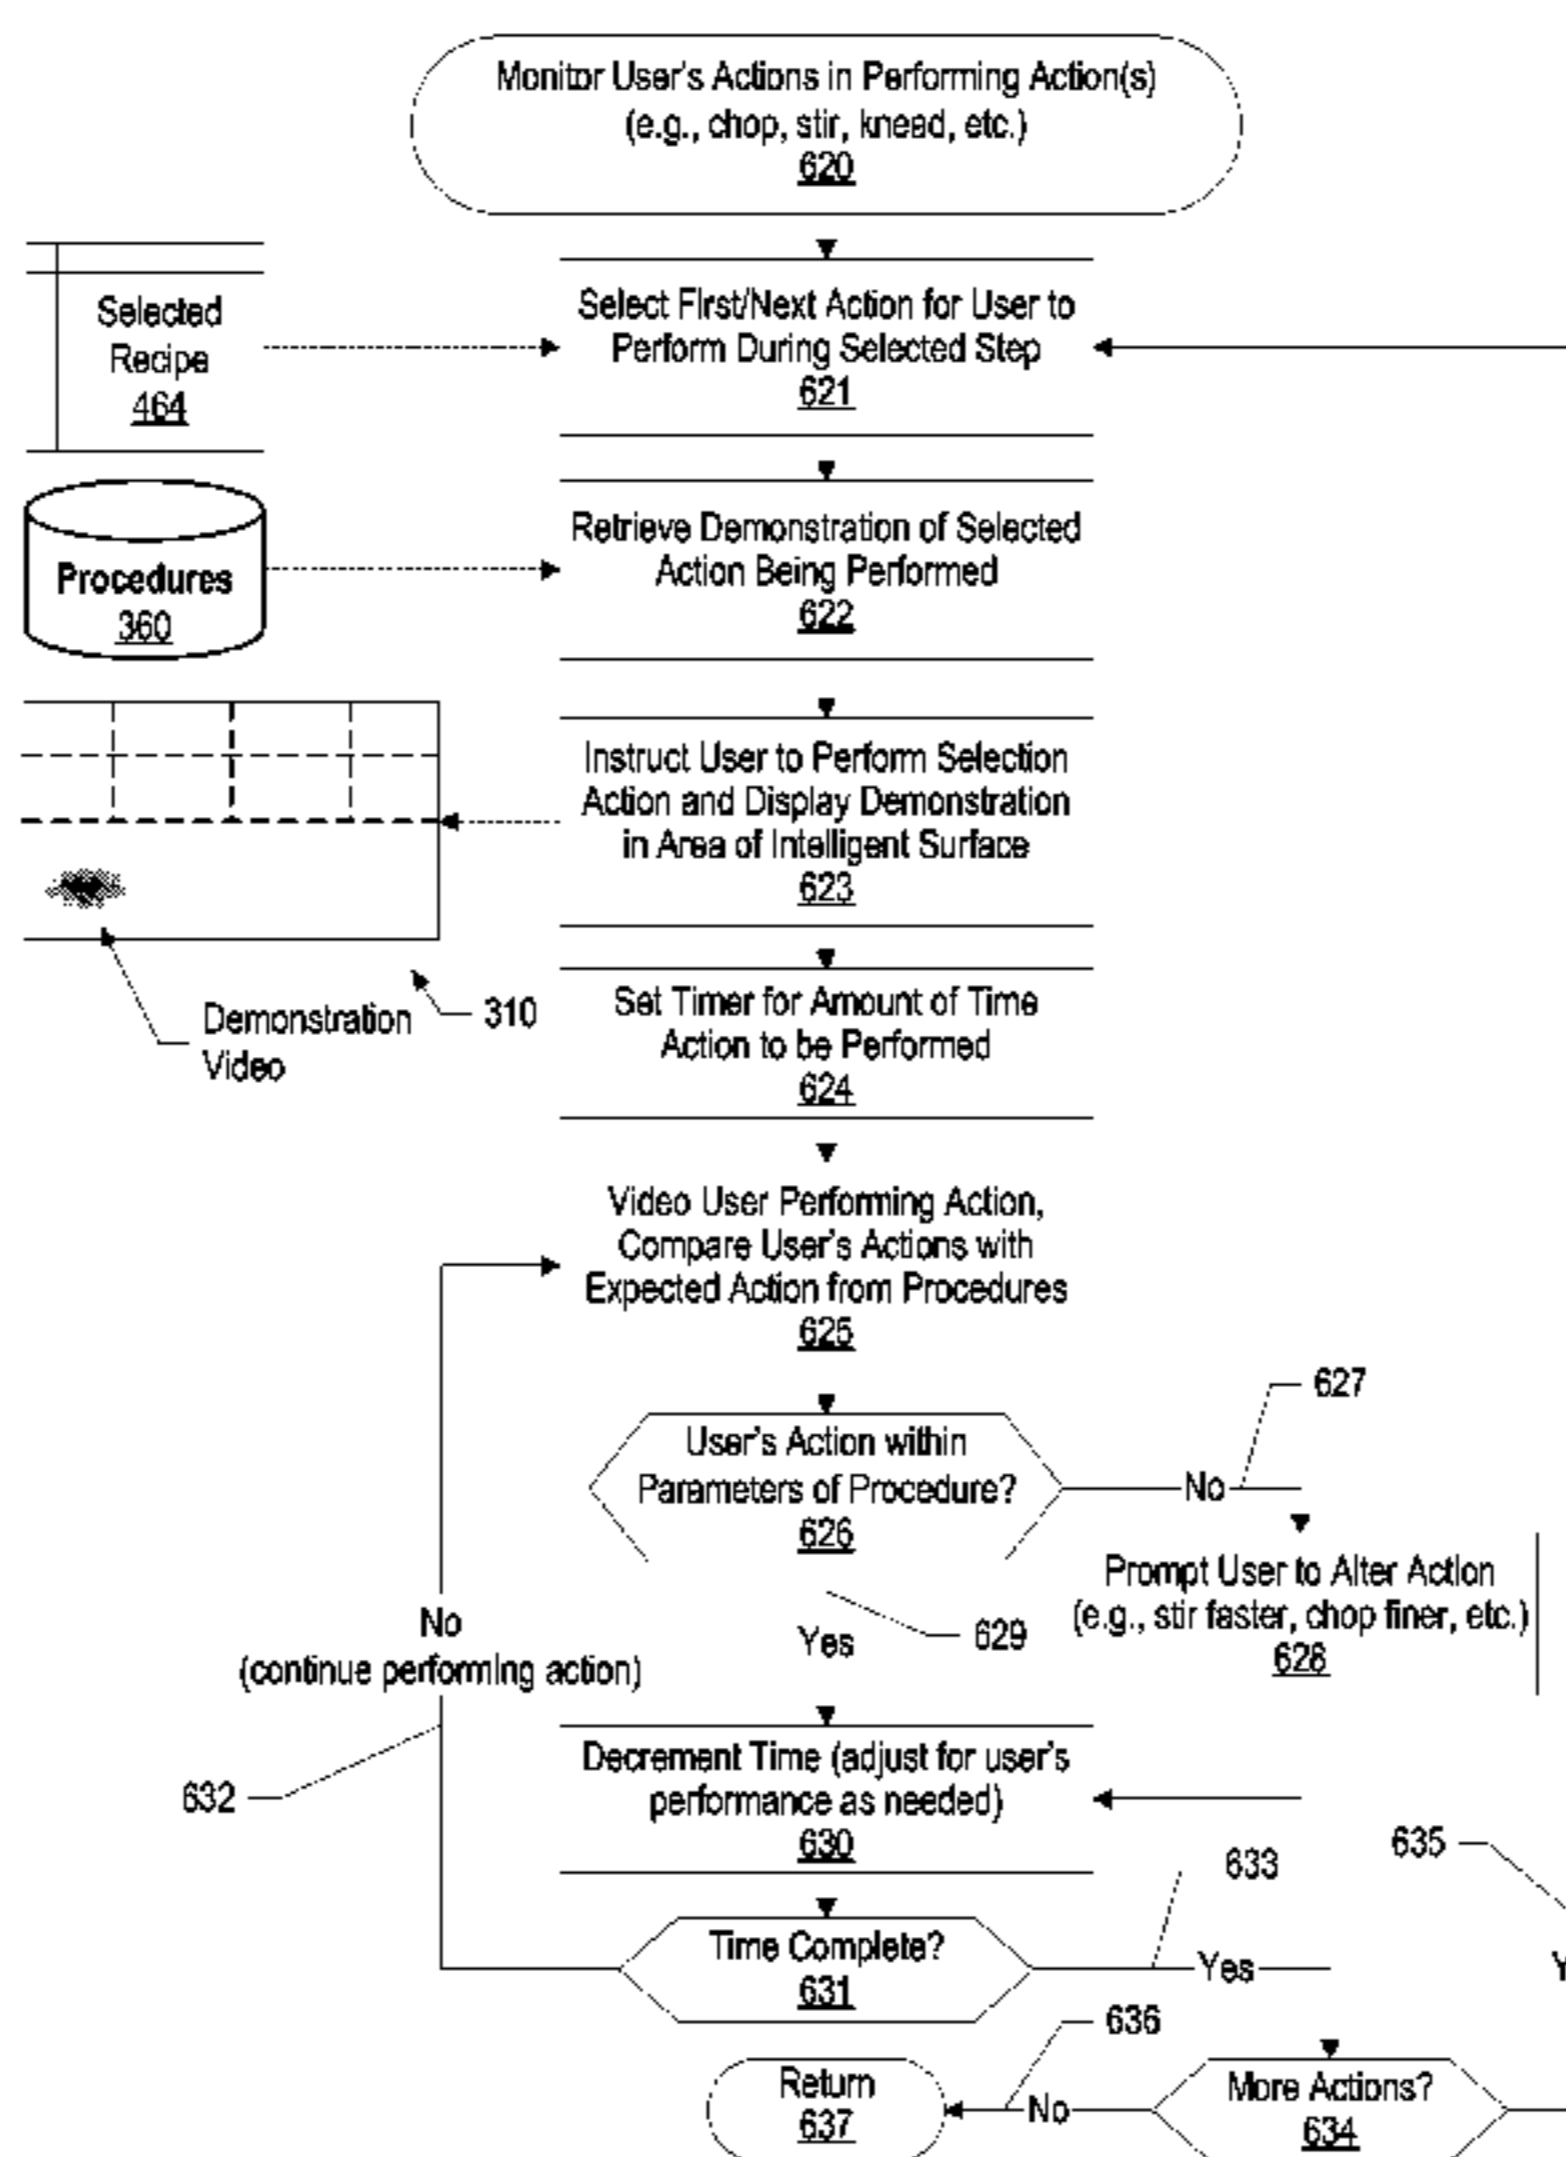 Monitor User's Actions in Performing Action(s)
(e.g., chop, stir, knead, etc.)
620
Selected
Recipe
464
Select First/Next Action for User to
Perform During Selected Step
621
Procedures
360
Retrieve Demonstration of Selected
Action Being Performed
622
Instruct User to Perform Selection
Action and Display Demonstration
in Area of Intelligent Surface
623
Demonstration
Video
310
Set Timer for Amount of Time
Action to be Performed
624
Video User Performing Action,
Compare User's Actions with
Expected Action from Procedures
625
627
User's Action within
Parameters of Procedure?
626
No
Prompt User to Alter Action
(e.g., stir faster, chop finer, etc.)
628
629
Yes
No
(continue performing action)
632
Decrement Time (adjust for user's
performance as needed)
630
633
635
Time Complete?
631
Yes
636
Return
637
No
More Actions?
634